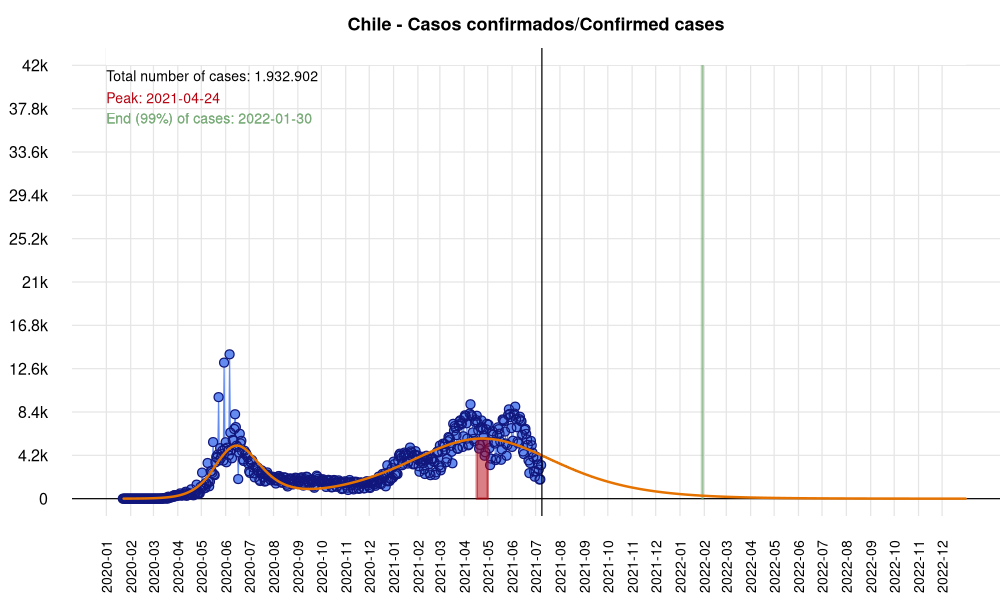 Chile - Casos confirmados/Confirmed cases
Total number of cases: 1.932.902
Peak: 2021-04-24
End (99%) of cases: 2022-01-30
42k
37.8k
33.6k
29.4k
25.2k
21k
16.8k
12.6k
8.4k
4.2k
0
2020-01
2020-02
2020-03
2020-04
2020-05
2020-06
2020-07
2020-08
2020-09
2020-10
2020-11
2020-12
2021-01
2021-02
2021-03
2021-04
2021-05
2021-06
2021-07
2021-08
2021-09
2021-10
2021-11
2021-12
2022-01
2022-02
2022-03
2022-04
2022-05
2022-06
2022-07
2022-08
2022-09
2022-10
2022-11
2022-12